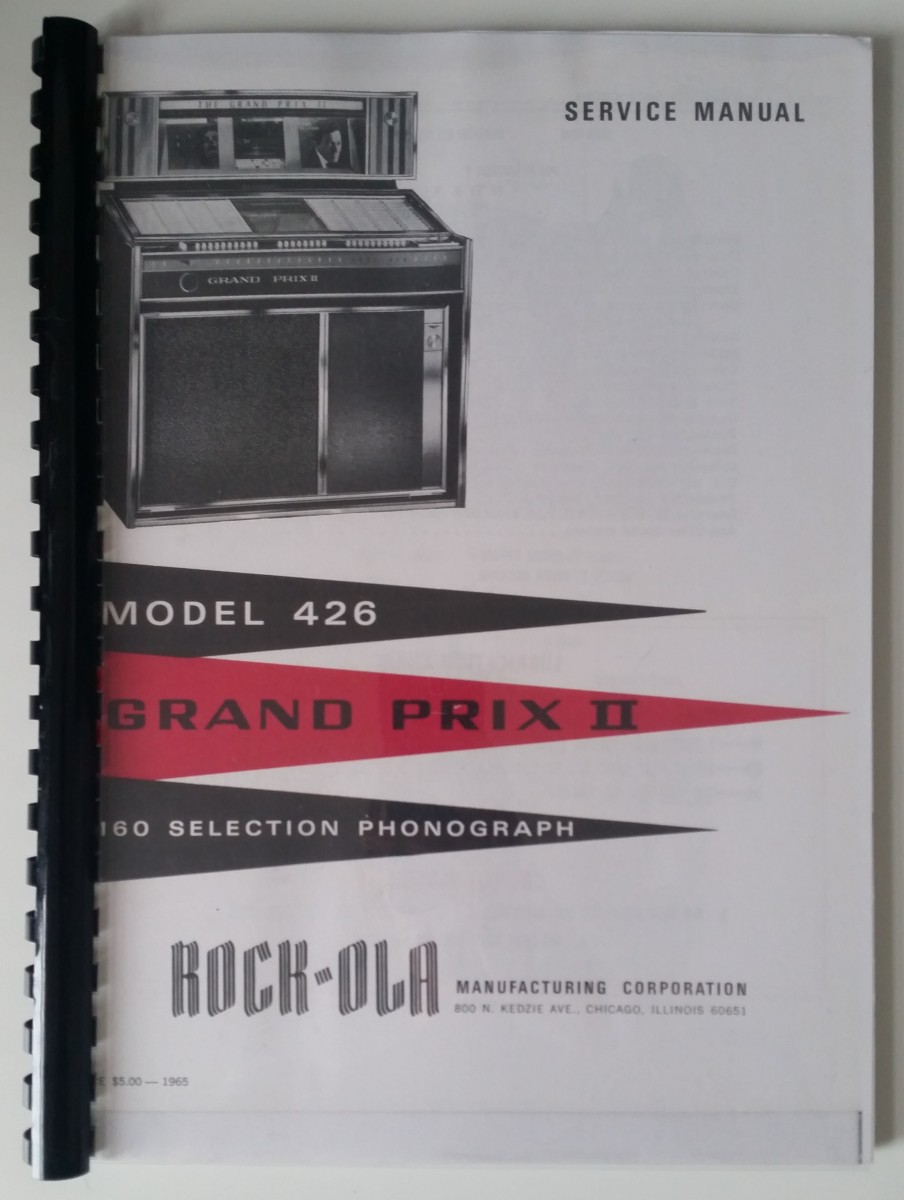 SERVICE MANUAL
THE GRAND PRIX II
GRAND PRIX II
MODEL 426
GRAND PRIX II
160 SELECTION PHONOGRAPH
ROCK-OLA
MANUFACTURING CORPORATION
800 N. KEDZIE AVE., CHICAGO, ILLINOIS 60651
E $5.00 — 1965